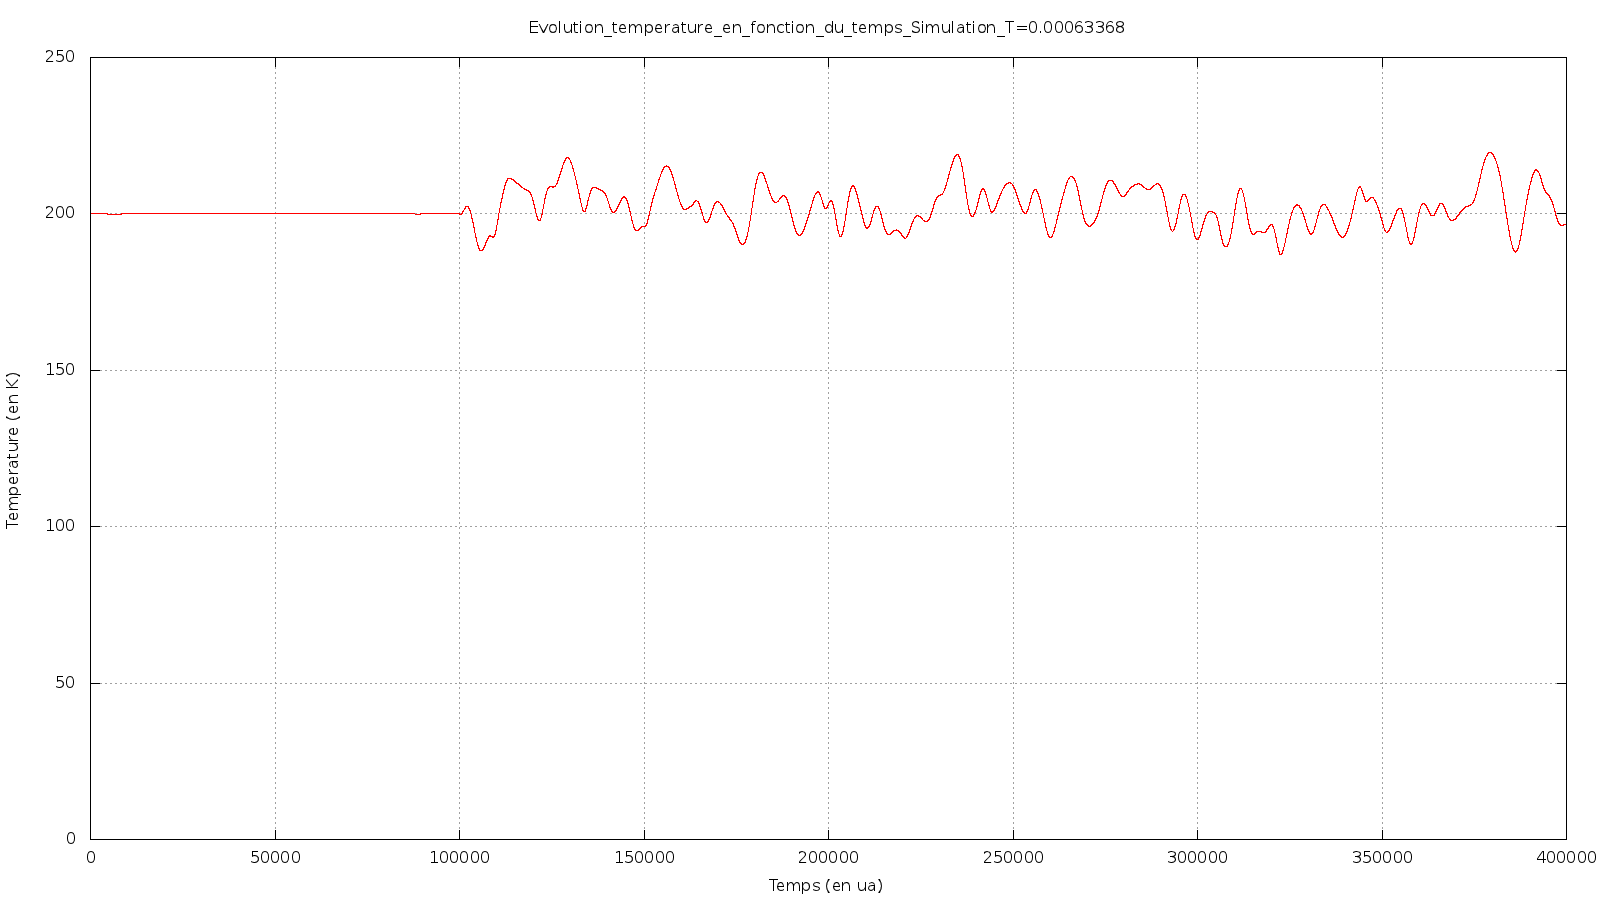 Evolution_temperature_en_fonction_du_temps_Simulation_T=0.00063368
250
200
150
100
50
0
Temperature (en K)
0 50000 100000 150000 200000 250000 300000 350000 400000
Temps (en ua)